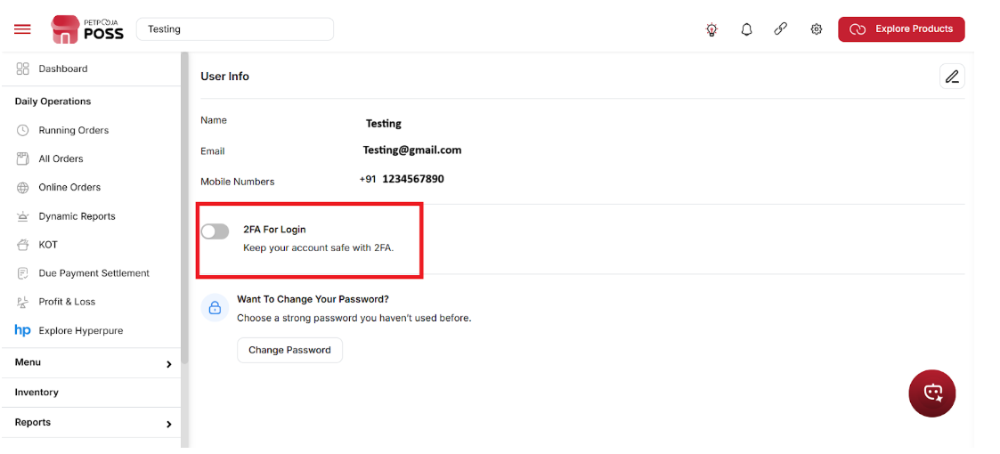 PETPOOJA
POSS
Testing
Explore Products
Dashboard
Daily Operations
Running Orders
All Orders
Online Orders
Dynamic Reports
KOT
Due Payment Settlement
P L
Profit & Loss
hp Explore Hyperpure
Menu
Inventory
Reports
User Info
Name Testing
Email Testing@gmail.com
Mobile Numbers +91 1234567890
2FA For Login
Keep your account safe with 2FA.
Want To Change Your Password?
Choose a strong password you haven't used before.
Change Password